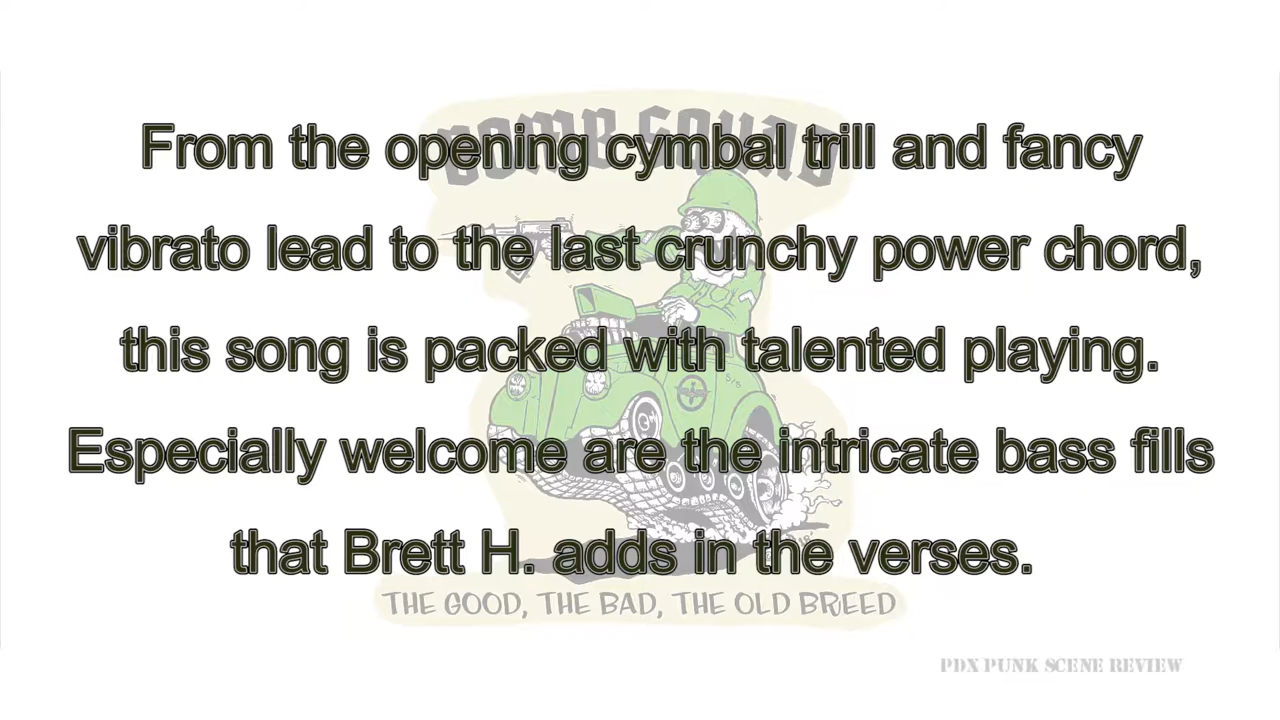 BOMB SQUAD
From the opening cymbal trill and fancy
vibrato lead to the last crunchy power chord,
this song is packed with talented playing.
Especially welcome are the intricate bass fills
that Brett H. adds in the verses.
THE GOOD, THE BAD, THE OLD BREED
PDX PUNK SCENE REVIEW